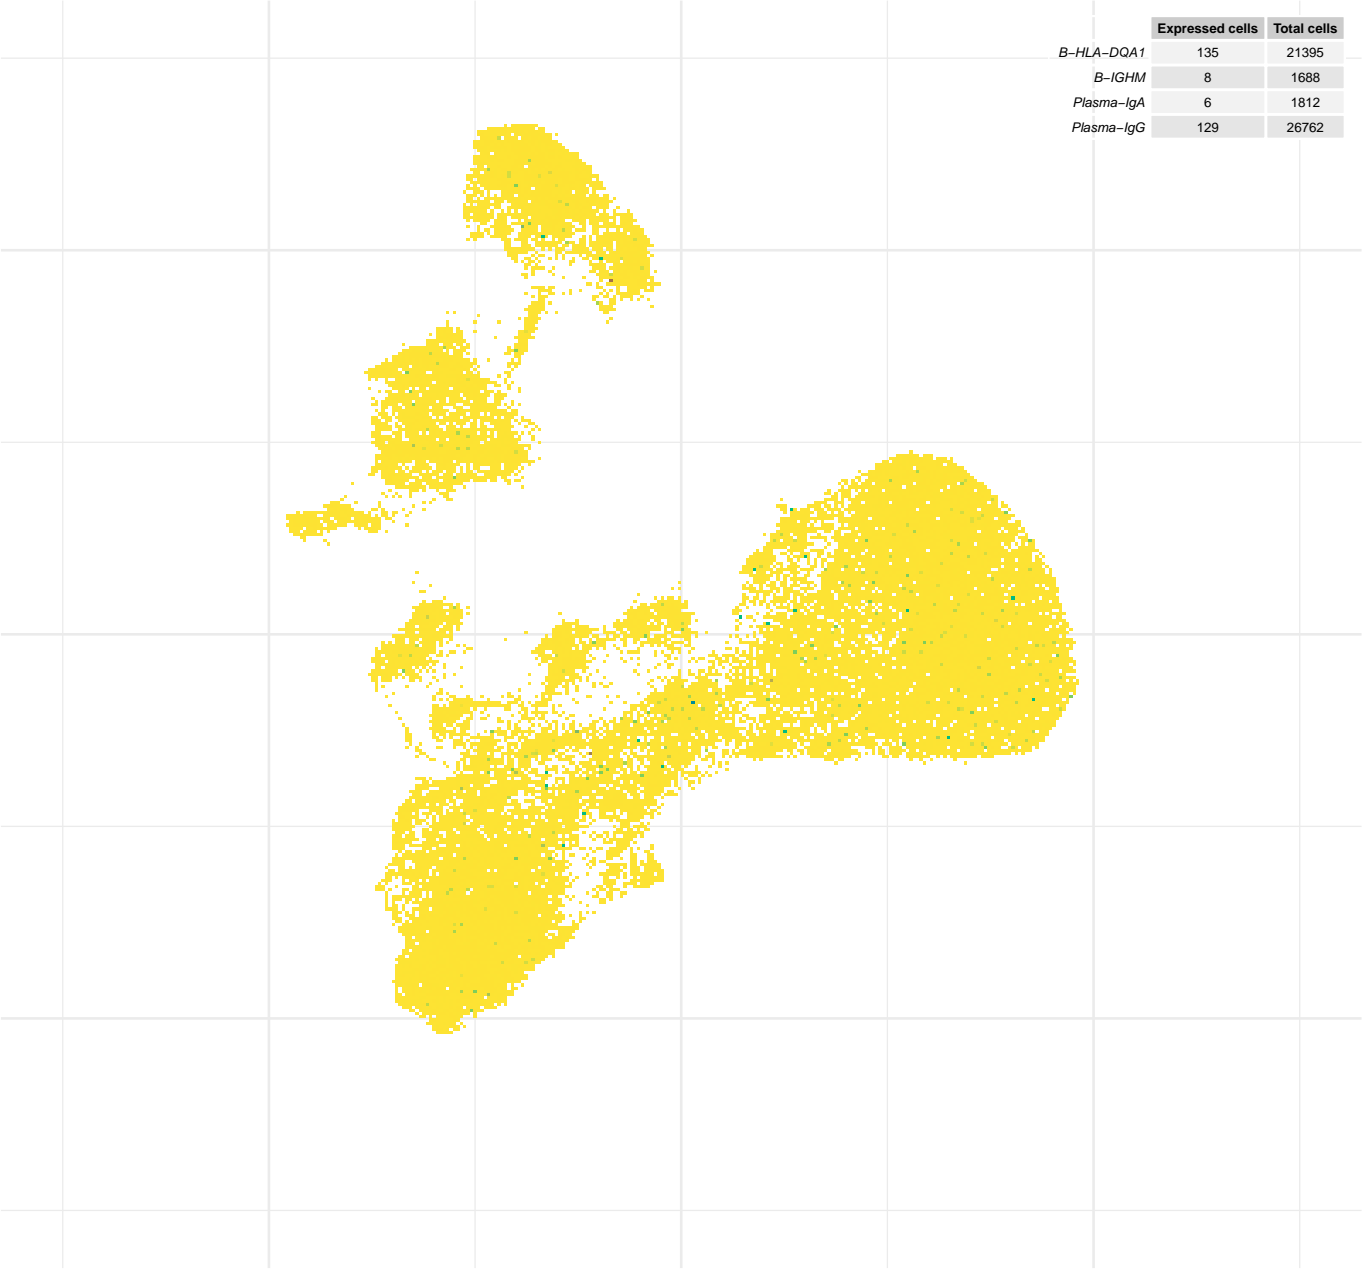 Expressed cells Total cells
B−HLA−DQA1 135 21395
B−IGHM 8 1688
Plasma−IgA 6 1812
Plasma−IgG 129 26762